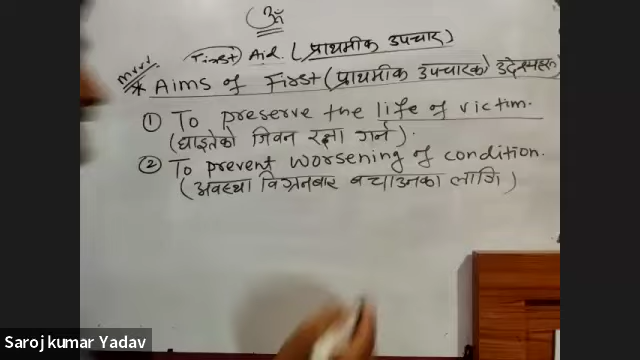 ॐ
First Aid. (प्राथमीक उपचार)
* Aims of First (प्राथमीक उपचारको उद्देश्यहरू)
① To preserve the life of victim.
(घाइतेको जिवन रक्षा गर्न).
② To prevent worsening of condition.
(अवस्था विग्रनबाट बचाउनका लागि)
Saroj kumar Yadav